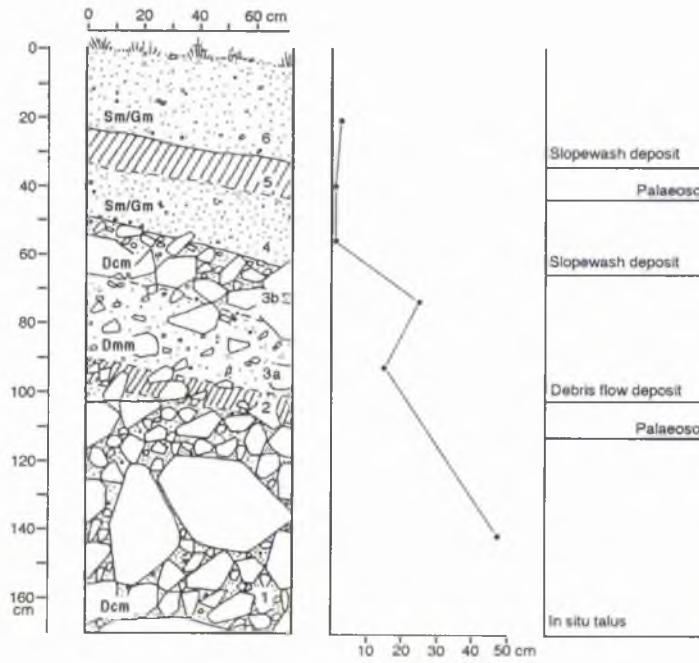 0 20 40 60 cm
0
20
40
60
80
100
120
140
160
cm
Sm/Gm
6
5
Sm/Gm
4
Dcm
3b
Dmm
3a
2
1
Dcm
10 20 30 40 50 cm
Slopewash deposit
Palaeoso
Slopewash deposit
Debris flow deposit
Palaeoso
In situ talus